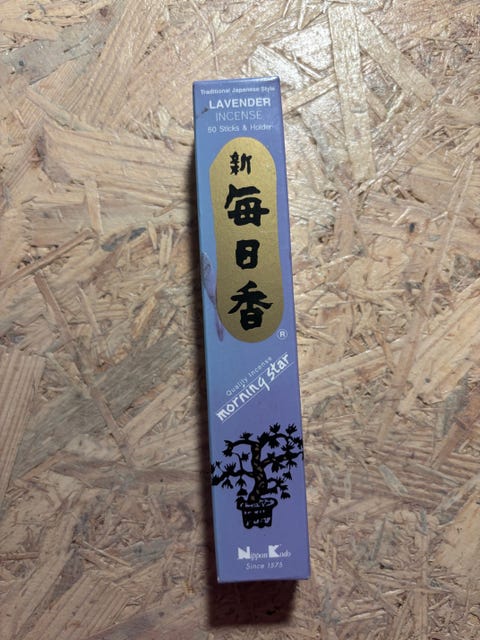 Traditional Japanese Style
LAVENDER
INCENSE
50 Sticks & Holder
新
毎日香
®
Quality Incense
morning star
Nippon Kodo
Since 1575